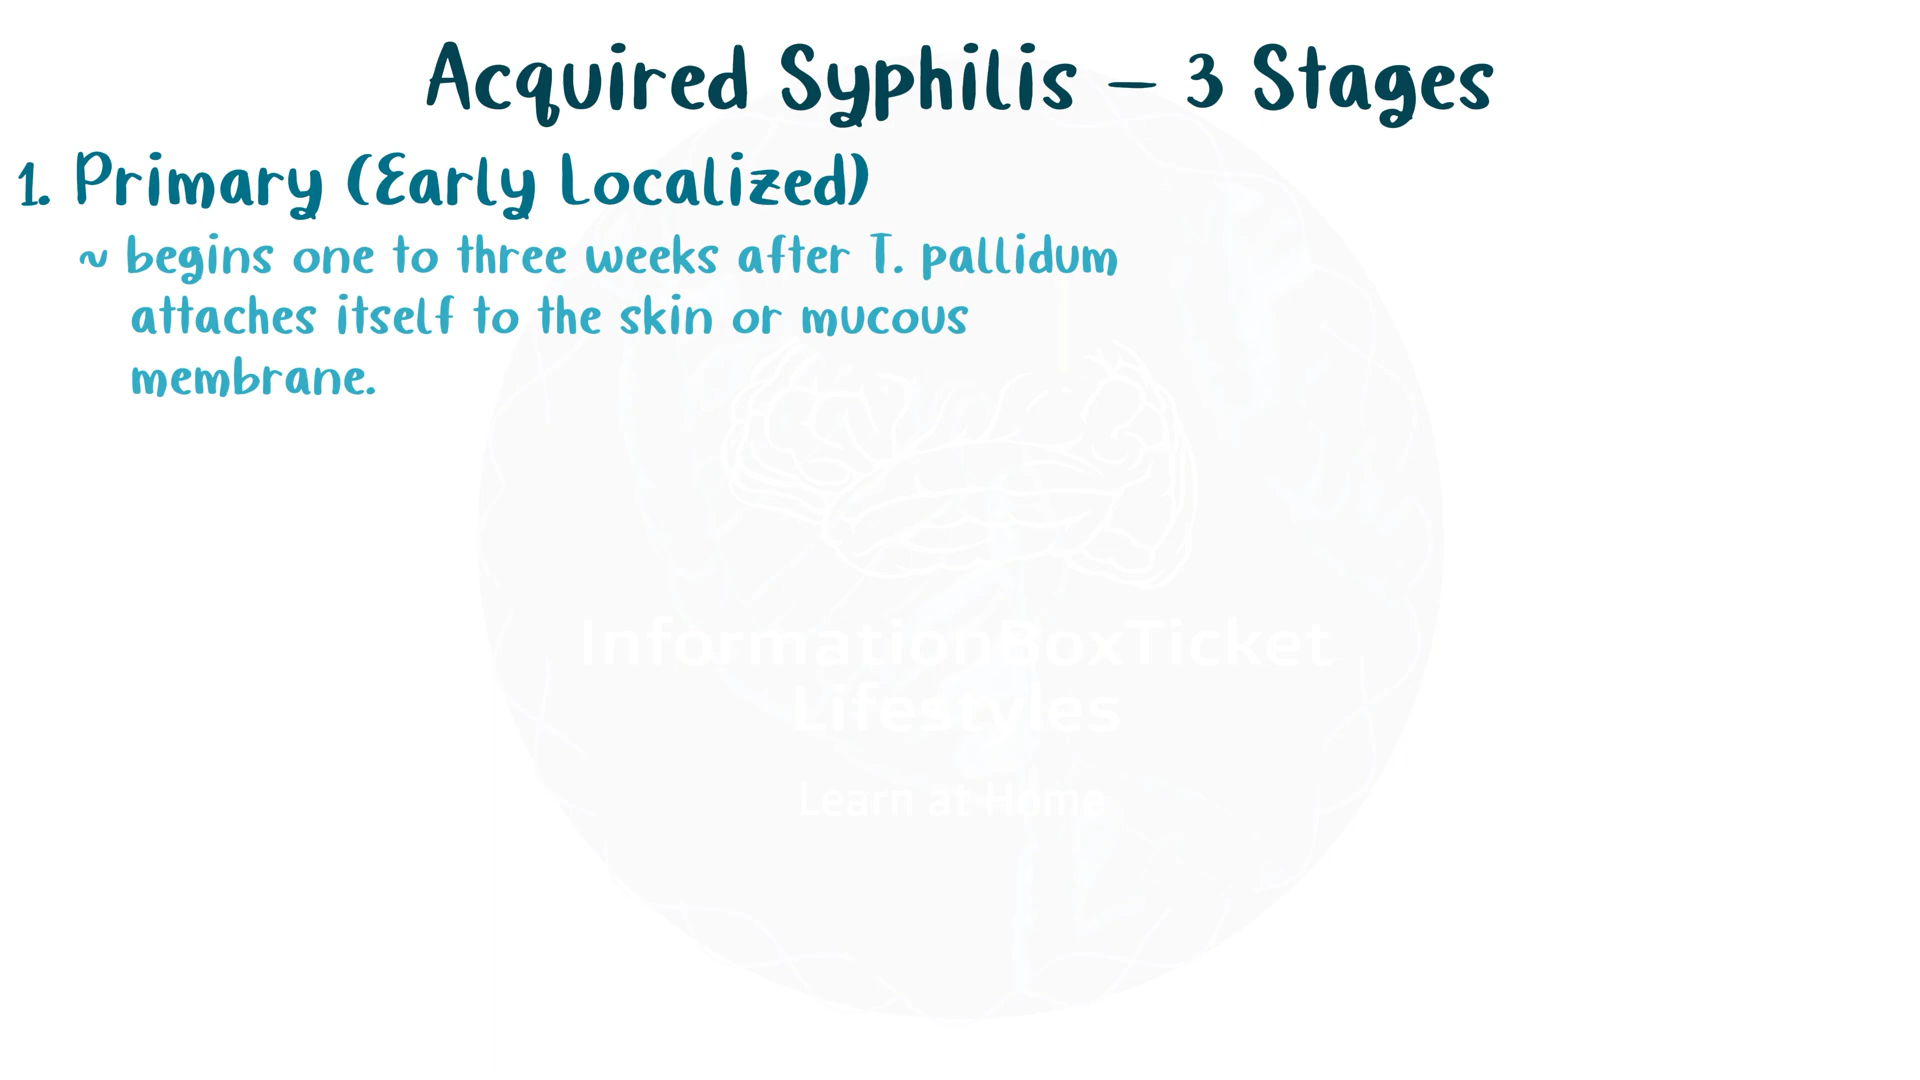 Acquired Syphilis – 3 Stages
1. Primary (Early Localized)
~ begins one to three weeks after T. pallidum
attaches itself to the skin or mucous
membrane.
InformationBoxTicket
Lifestyles
Learn at Home